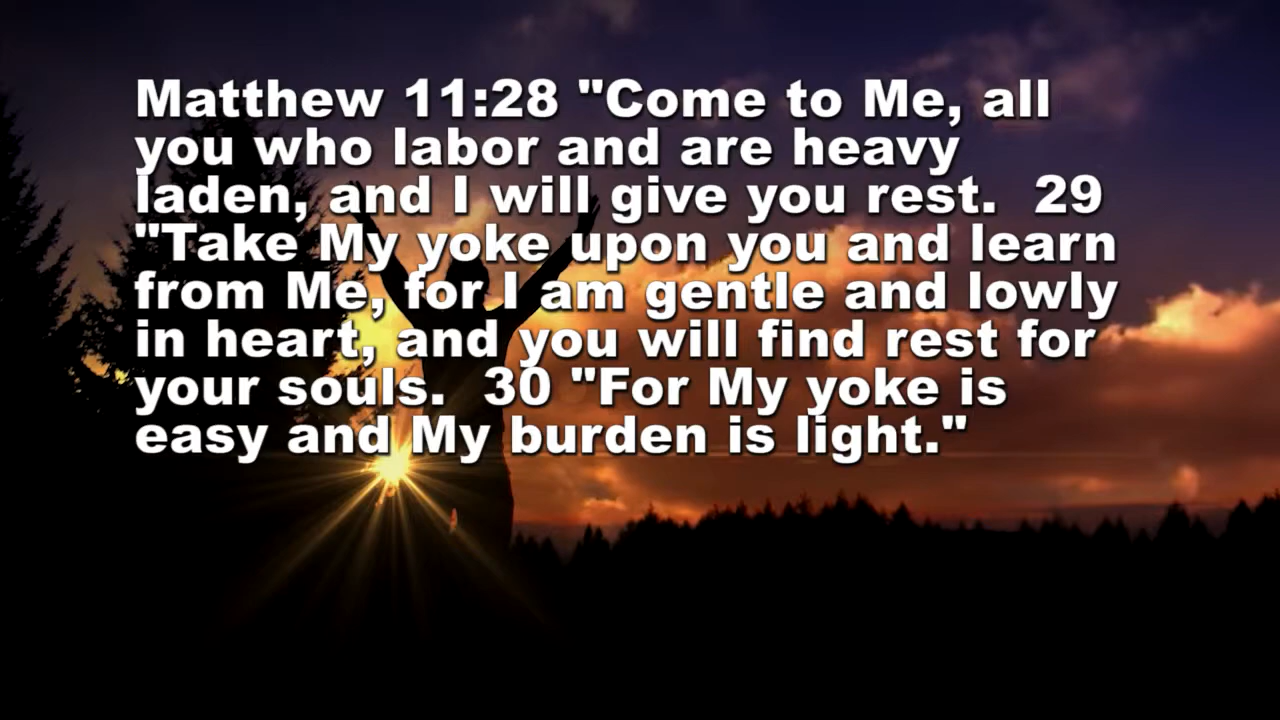 Matthew 11:28 "Come to Me, all
you who labor and are heavy
laden, and I will give you rest.  29
"Take My yoke upon you and learn
from Me, for I am gentle and lowly
in heart, and you will find rest for
your souls.  30 "For My yoke is
easy and My burden is light."